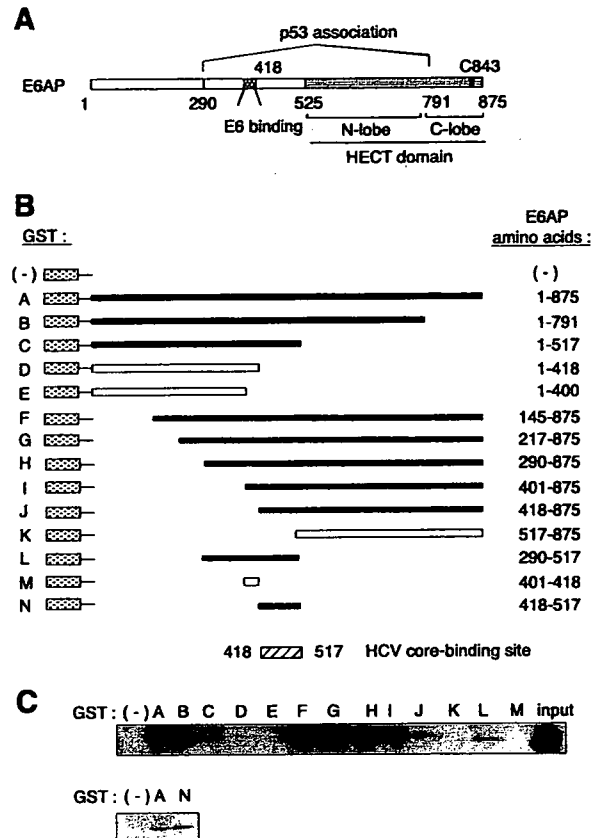 A
p53 association
418 C843
E6AP
1 290 525 791 875
E6 binding N-lobe C-lobe
HECT domain
B
GST : E6AP amino acids :
(-) (-)
A 1-875
B 1-791
C 1-517
D 1-418
E 1-400
F 145-875
G 217-875
H 290-875
I 401-875
J 418-875
K 517-875
L 290-517
M 401-418
N 418-517
418 517 HCV core-binding site
C
GST : (-) A B C D E F G H I J K L M input
GST : (-) A N